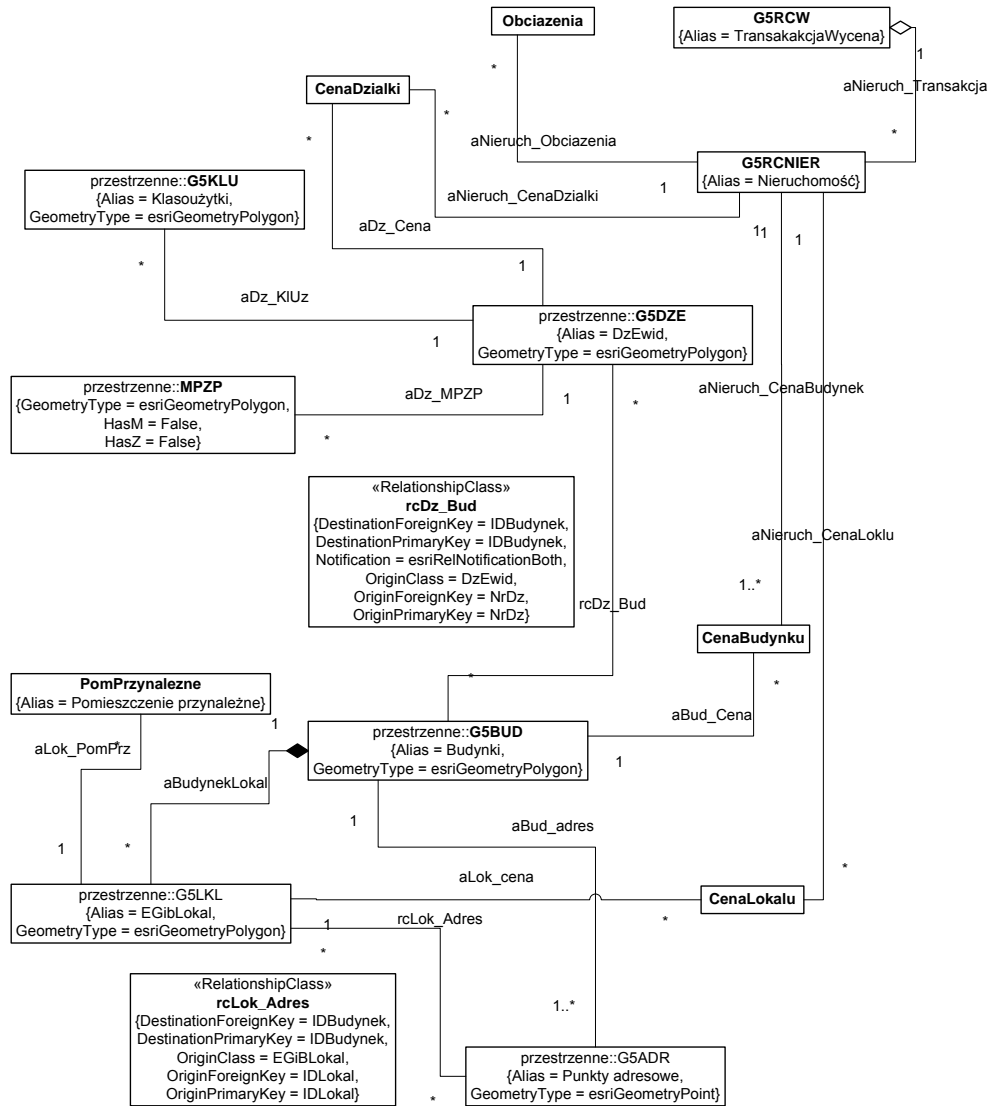 Obciazenia
G5RCW
{Alias = TransakakcjaWycena}
*
1
CenaDzialki
aNieruch_Transakcja
*
*
*
aNieruch_Obciazenia
G5RCNIER
{Alias = Nieruchomość}
przestrzenne::G5KLU
{Alias = Klasoużytki,
GeometryType = esriGeometryPolygon}
aNieruch_CenaDzialki
1
aDz_Cena
1
1
1
*
1
aDz_KlUz
przestrzenne::G5DZE
{Alias = DzEwid,
GeometryType = esriGeometryPolygon}
1
przestrzenne::MPZP
{GeometryType = esriGeometryPolygon,
HasM = False,
HasZ = False}
aDz_MPZP
1
*
*
aNieruch_CenaBudynek
«RelationshipClass»
rcDz_Bud
{DestinationForeignKey = IDBudynek,
DestinationPrimaryKey = IDBudynek,
Notification = esriRelNotificationBoth,
OriginClass = DzEwid,
OriginForeignKey = NrDz,
OriginPrimaryKey = NrDz}
aNieruch_CenaLoklu
rcDz_Bud
1..*
CenaBudynku
PomPrzynalezne
{Alias = Pomieszczenie przynależne}
*
*
1
aBud_Cena
*
aLok_PomPrz
przestrzenne::G5BUD
{Alias = Budynki,
GeometryType = esriGeometryPolygon}
1
aBudynekLokal
1
aBud_adres
1
*
aLok_cena
*
przestrzenne::G5LKL
{Alias = EGibLokal,
GeometryType = esriGeometryPolygon}
CenaLokalu
1
rcLok_Adres
*
*
«RelationshipClass»
rcLok_Adres
{DestinationForeignKey = IDBudynek,
DestinationPrimaryKey = IDBudynek,
OriginClass = EGiBLokal,
OriginForeignKey = IDLokal,
OriginPrimaryKey = IDLokal}
1..*
przestrzenne::G5ADR
{Alias = Punkty adresowe,
GeometryType = esriGeometryPoint}
*